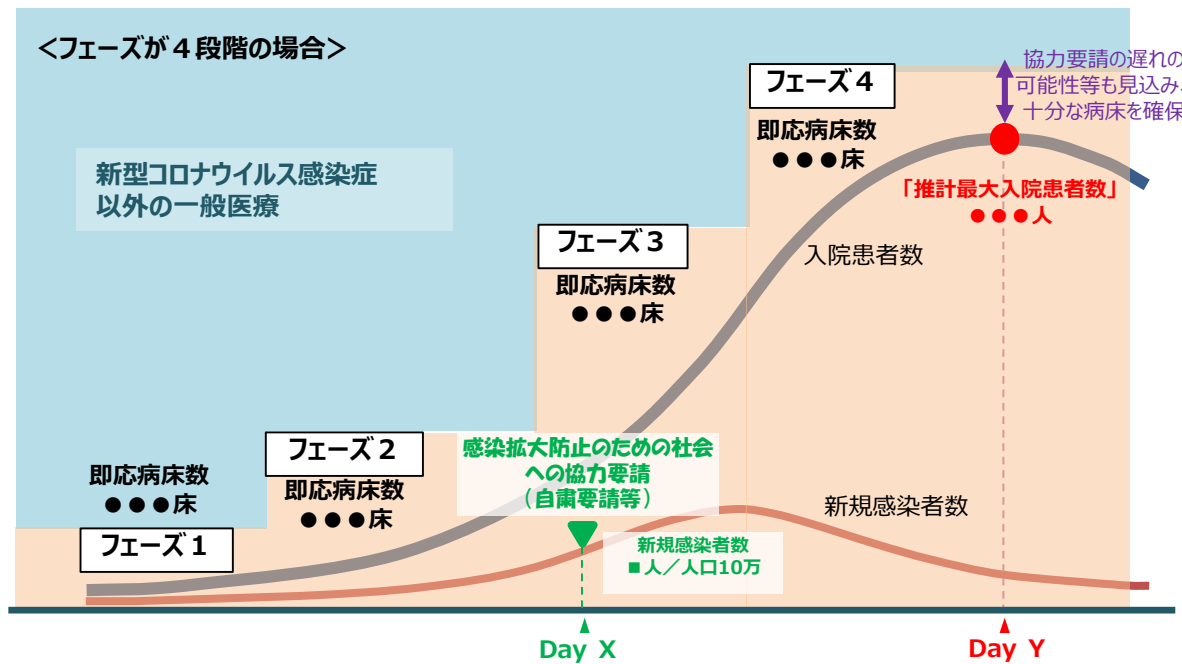 ＜フェーズが４段階の場合＞
協力要請の遅れの
可能性等も見込み、
十分な病床を確保
フェーズ４
即応病床数
●●●床
新型コロナウイルス感染症
以外の一般医療
「推計最大入院患者数」
●●●人
フェーズ３
即応病床数
●●●床
入院患者数
フェーズ２
即応病床数
●●●床
感染拡大防止のための社会
への協力要請
（自粛要請等）
即応病床数
●●●床
フェーズ１
新規感染者数
新規感染者数
■人／人口10万
Day X
Day Y